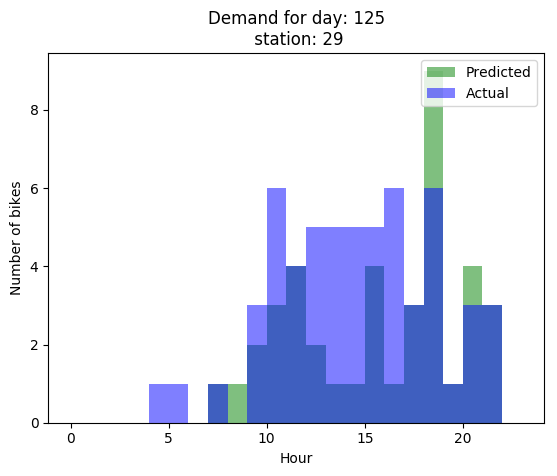 Demand for day: 125
station: 29
Predicted
Actual
Number of bikes
8
6
4
2
0
0 5 10 15 20
Hour